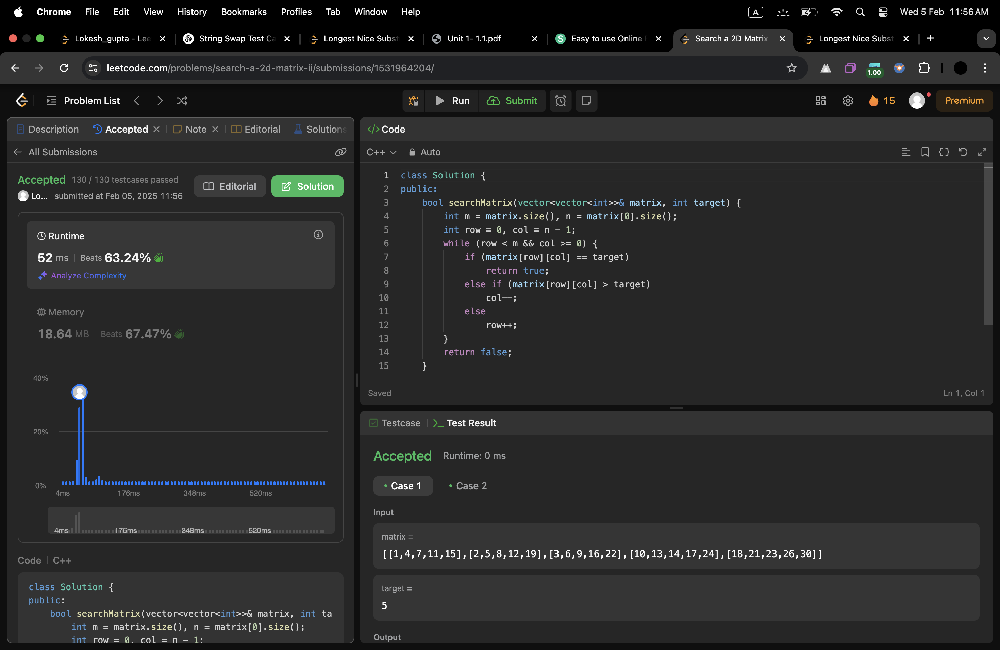 Chrome File Edit View History Bookmarks Profiles Tab Window Help A Wed 5 Feb 11:56 AM
Lokesh_gupta - Lee String Swap Test Ca Longest Nice Subst Unit 1- 1.1.pdf Easy to use Online Search a 2D Matrix Longest Nice Subst
leetcode.com/problems/search-a-2d-matrix-ii/submissions/1531964204/ 1.00
Problem List Run Submit 15 Premium
Description Accepted Note Editorial Solutions
All Submissions
Accepted 130 / 130 testcases passed
Lo... submitted at Feb 05, 2025 11:56
Editorial Solution
Runtime
52 ms Beats 63.24%
Analyze Complexity
Memory
18.64 MB Beats 67.47%
40%
20%
0%
4ms 176ms 348ms 520ms
4ms 176ms 348ms 520ms
Code C++
class Solution {
public:
bool searchMatrix(vector<vector<int>>& matrix, int ta
int m = matrix.size(), n = matrix[0].size();
int row = 0, col = n - 1;
</> Code
C++ Auto
1 class Solution {
2 public:
3 bool searchMatrix(vector<vector<int>>& matrix, int target) {
4 int m = matrix.size(), n = matrix[0].size();
5 int row = 0, col = n - 1;
6 while (row < m && col >= 0) {
7 if (matrix[row][col] == target)
8 return true;
9 else if (matrix[row][col] > target)
10 col--;
11 else
12 row++;
13 }
14 return false;
15 }
Saved Ln 1, Col 1
Testcase Test Result
Accepted Runtime: 0 ms
Case 1 Case 2
Input
matrix =
[[1,4,7,11,15],[2,5,8,12,19],[3,6,9,16,22],[10,13,14,17,24],[18,21,23,26,30]]
target =
5
Output